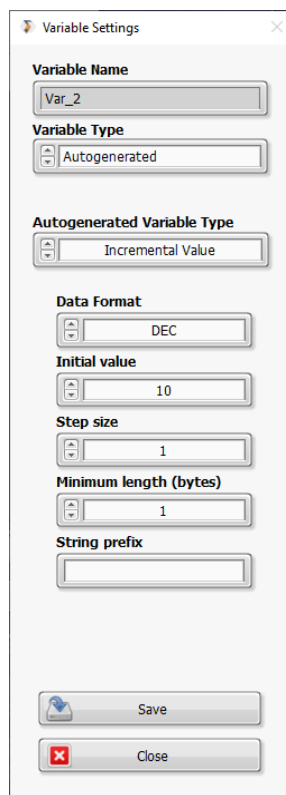 Variable Settings
Variable Name
Var_2
Variable Type
Autogenerated
Autogenerated Variable Type
Incremental Value
Data Format
DEC
Initial value
10
Step size
1
Minimum length (bytes)
1
String prefix
Save
Close